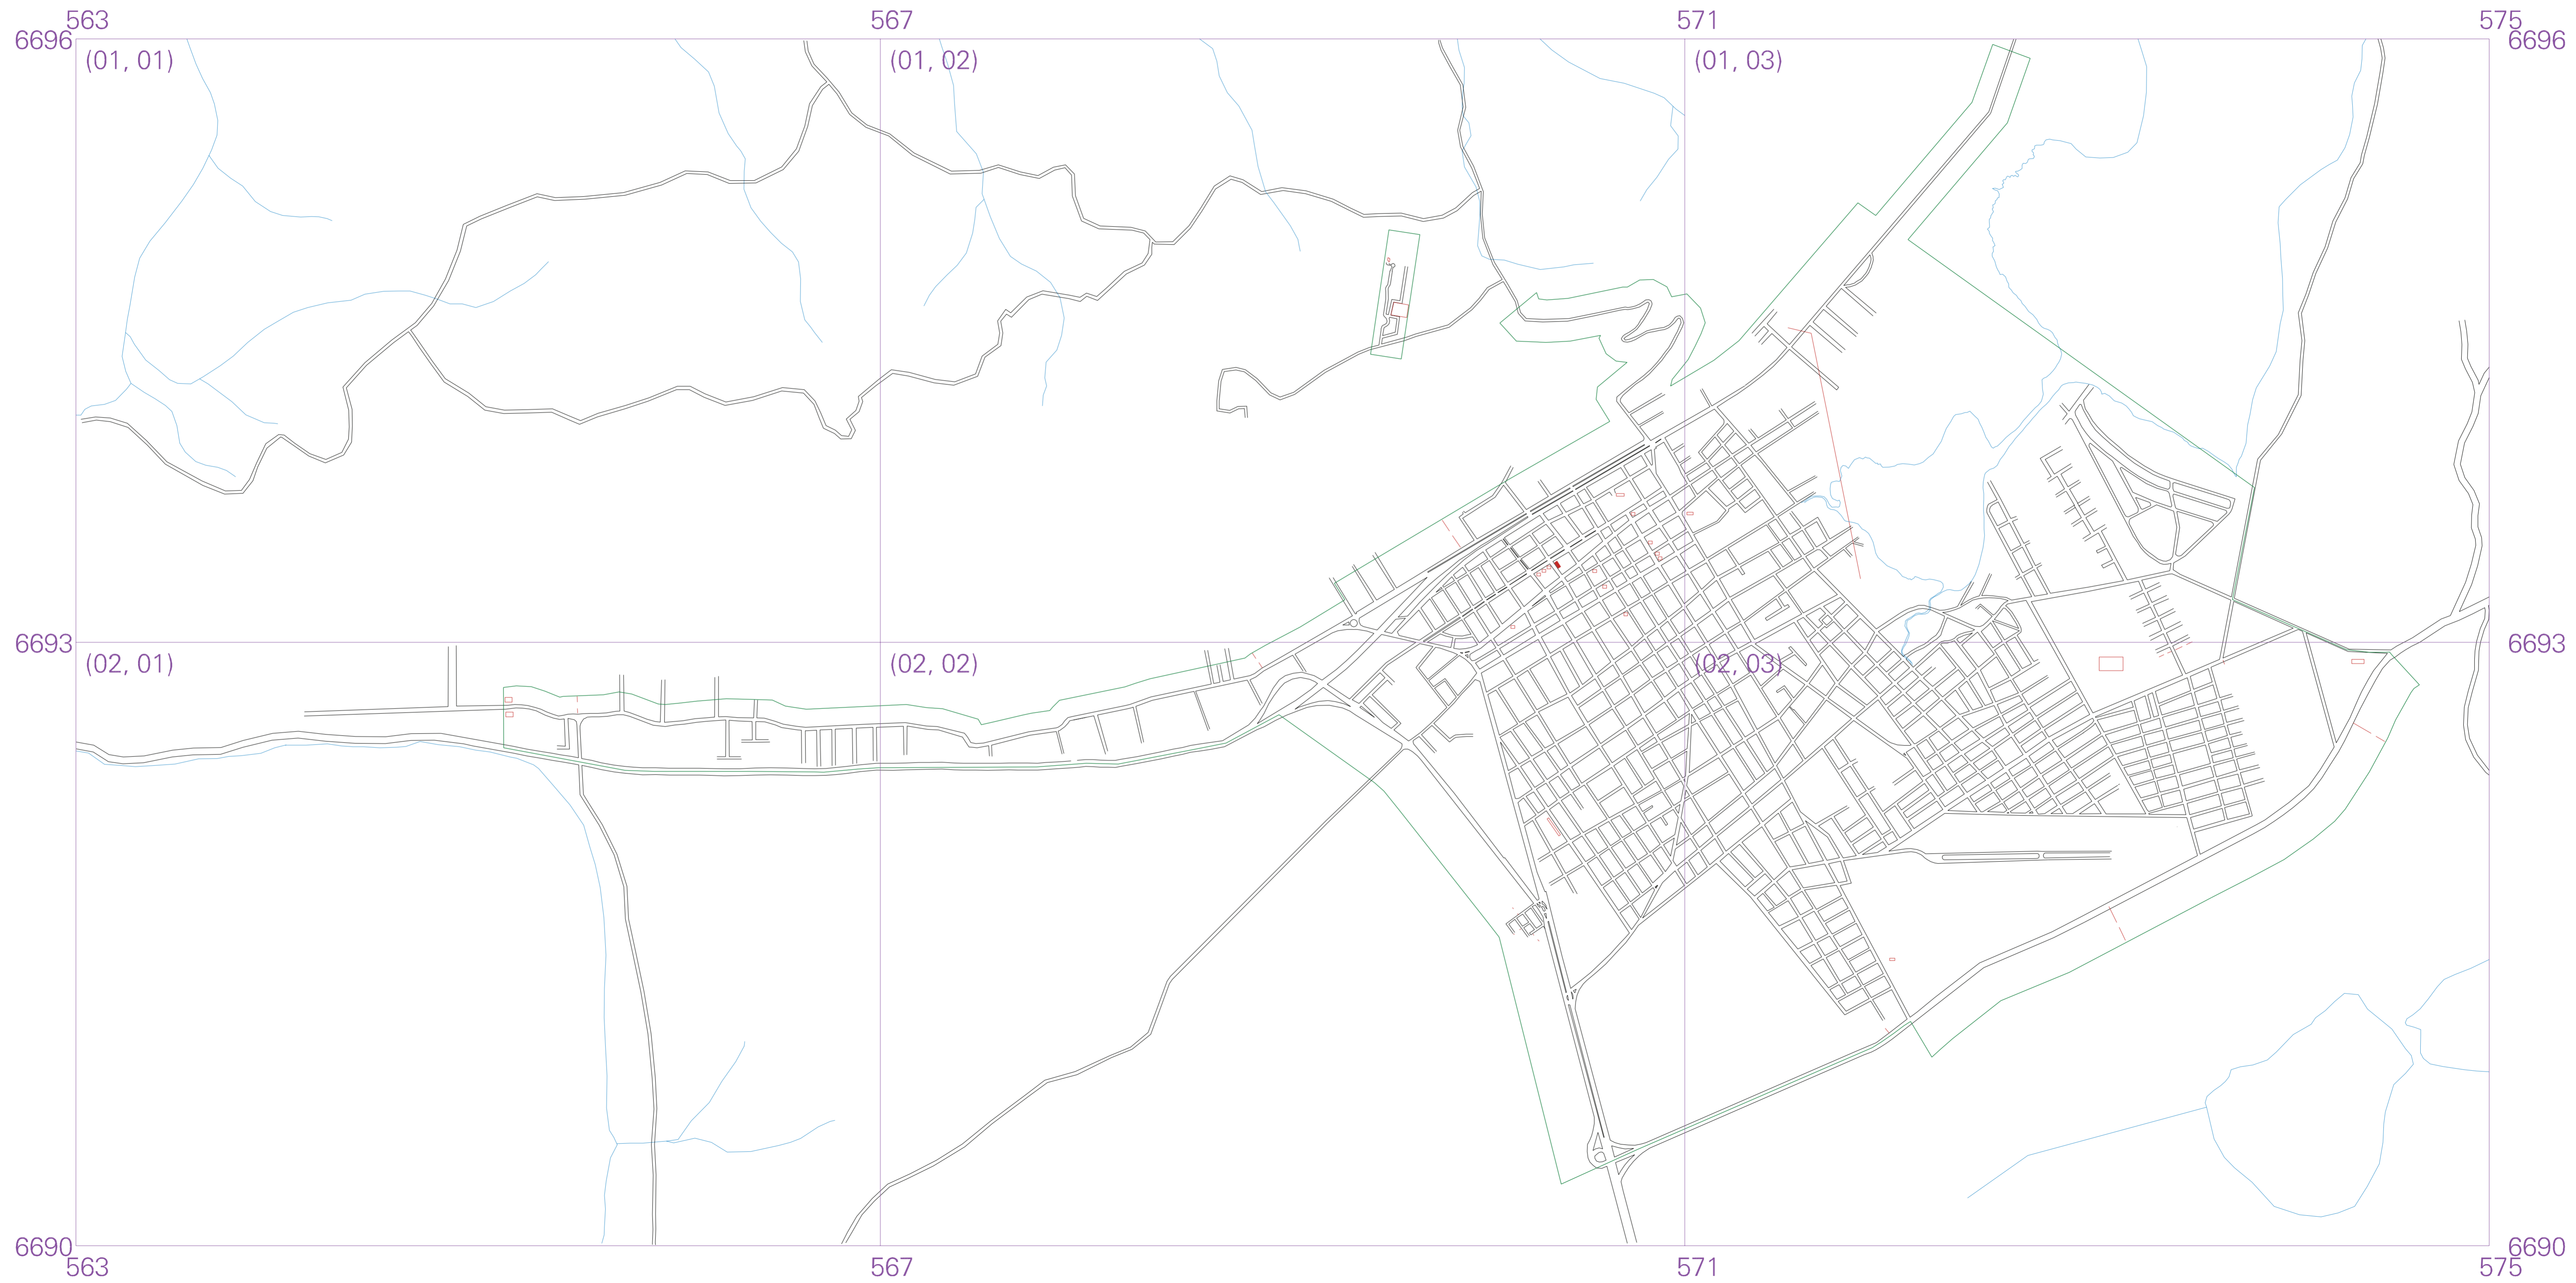 563 567 571 575
6696 6696
(01, 01) (01, 02) (01, 03)
6693 6693
(02, 01) (02, 02) (02, 03)
6690 6690
563 567 571 575